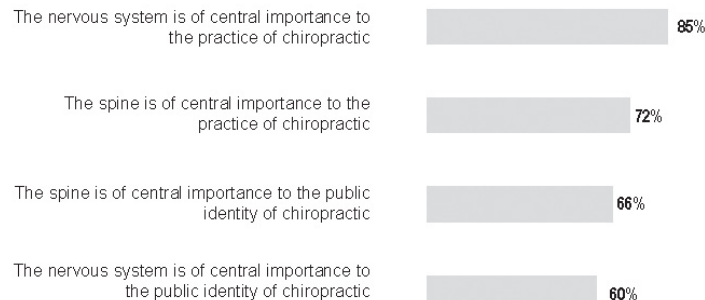 The nervous system is of central importance to
the practice of chiropractic
85%
The spine is of central importance to the
practice of chiropractic
72%
The spine is of central importance to the public
identity of chiropractic
66%
The nervous system is of central importance to
the public identity of chiropractic
60%